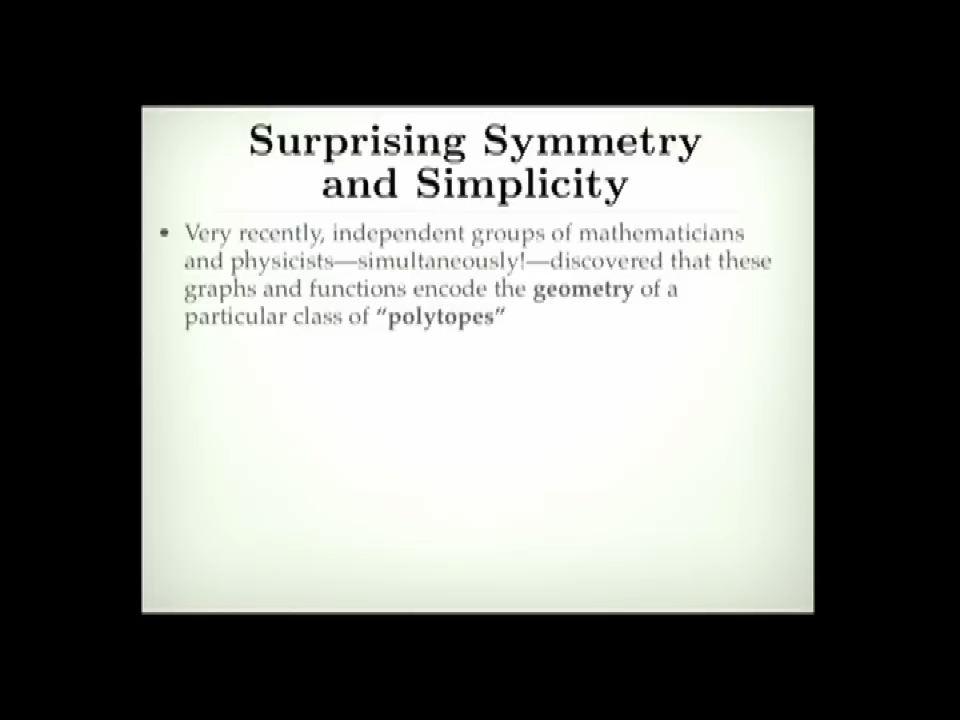 Surprising Symmetry
and Simplicity
• Very recently, independent groups of mathematicians
and physicists—simultaneously!—discovered that these
graphs and functions encode the geometry of a
particular class of “polytopes”